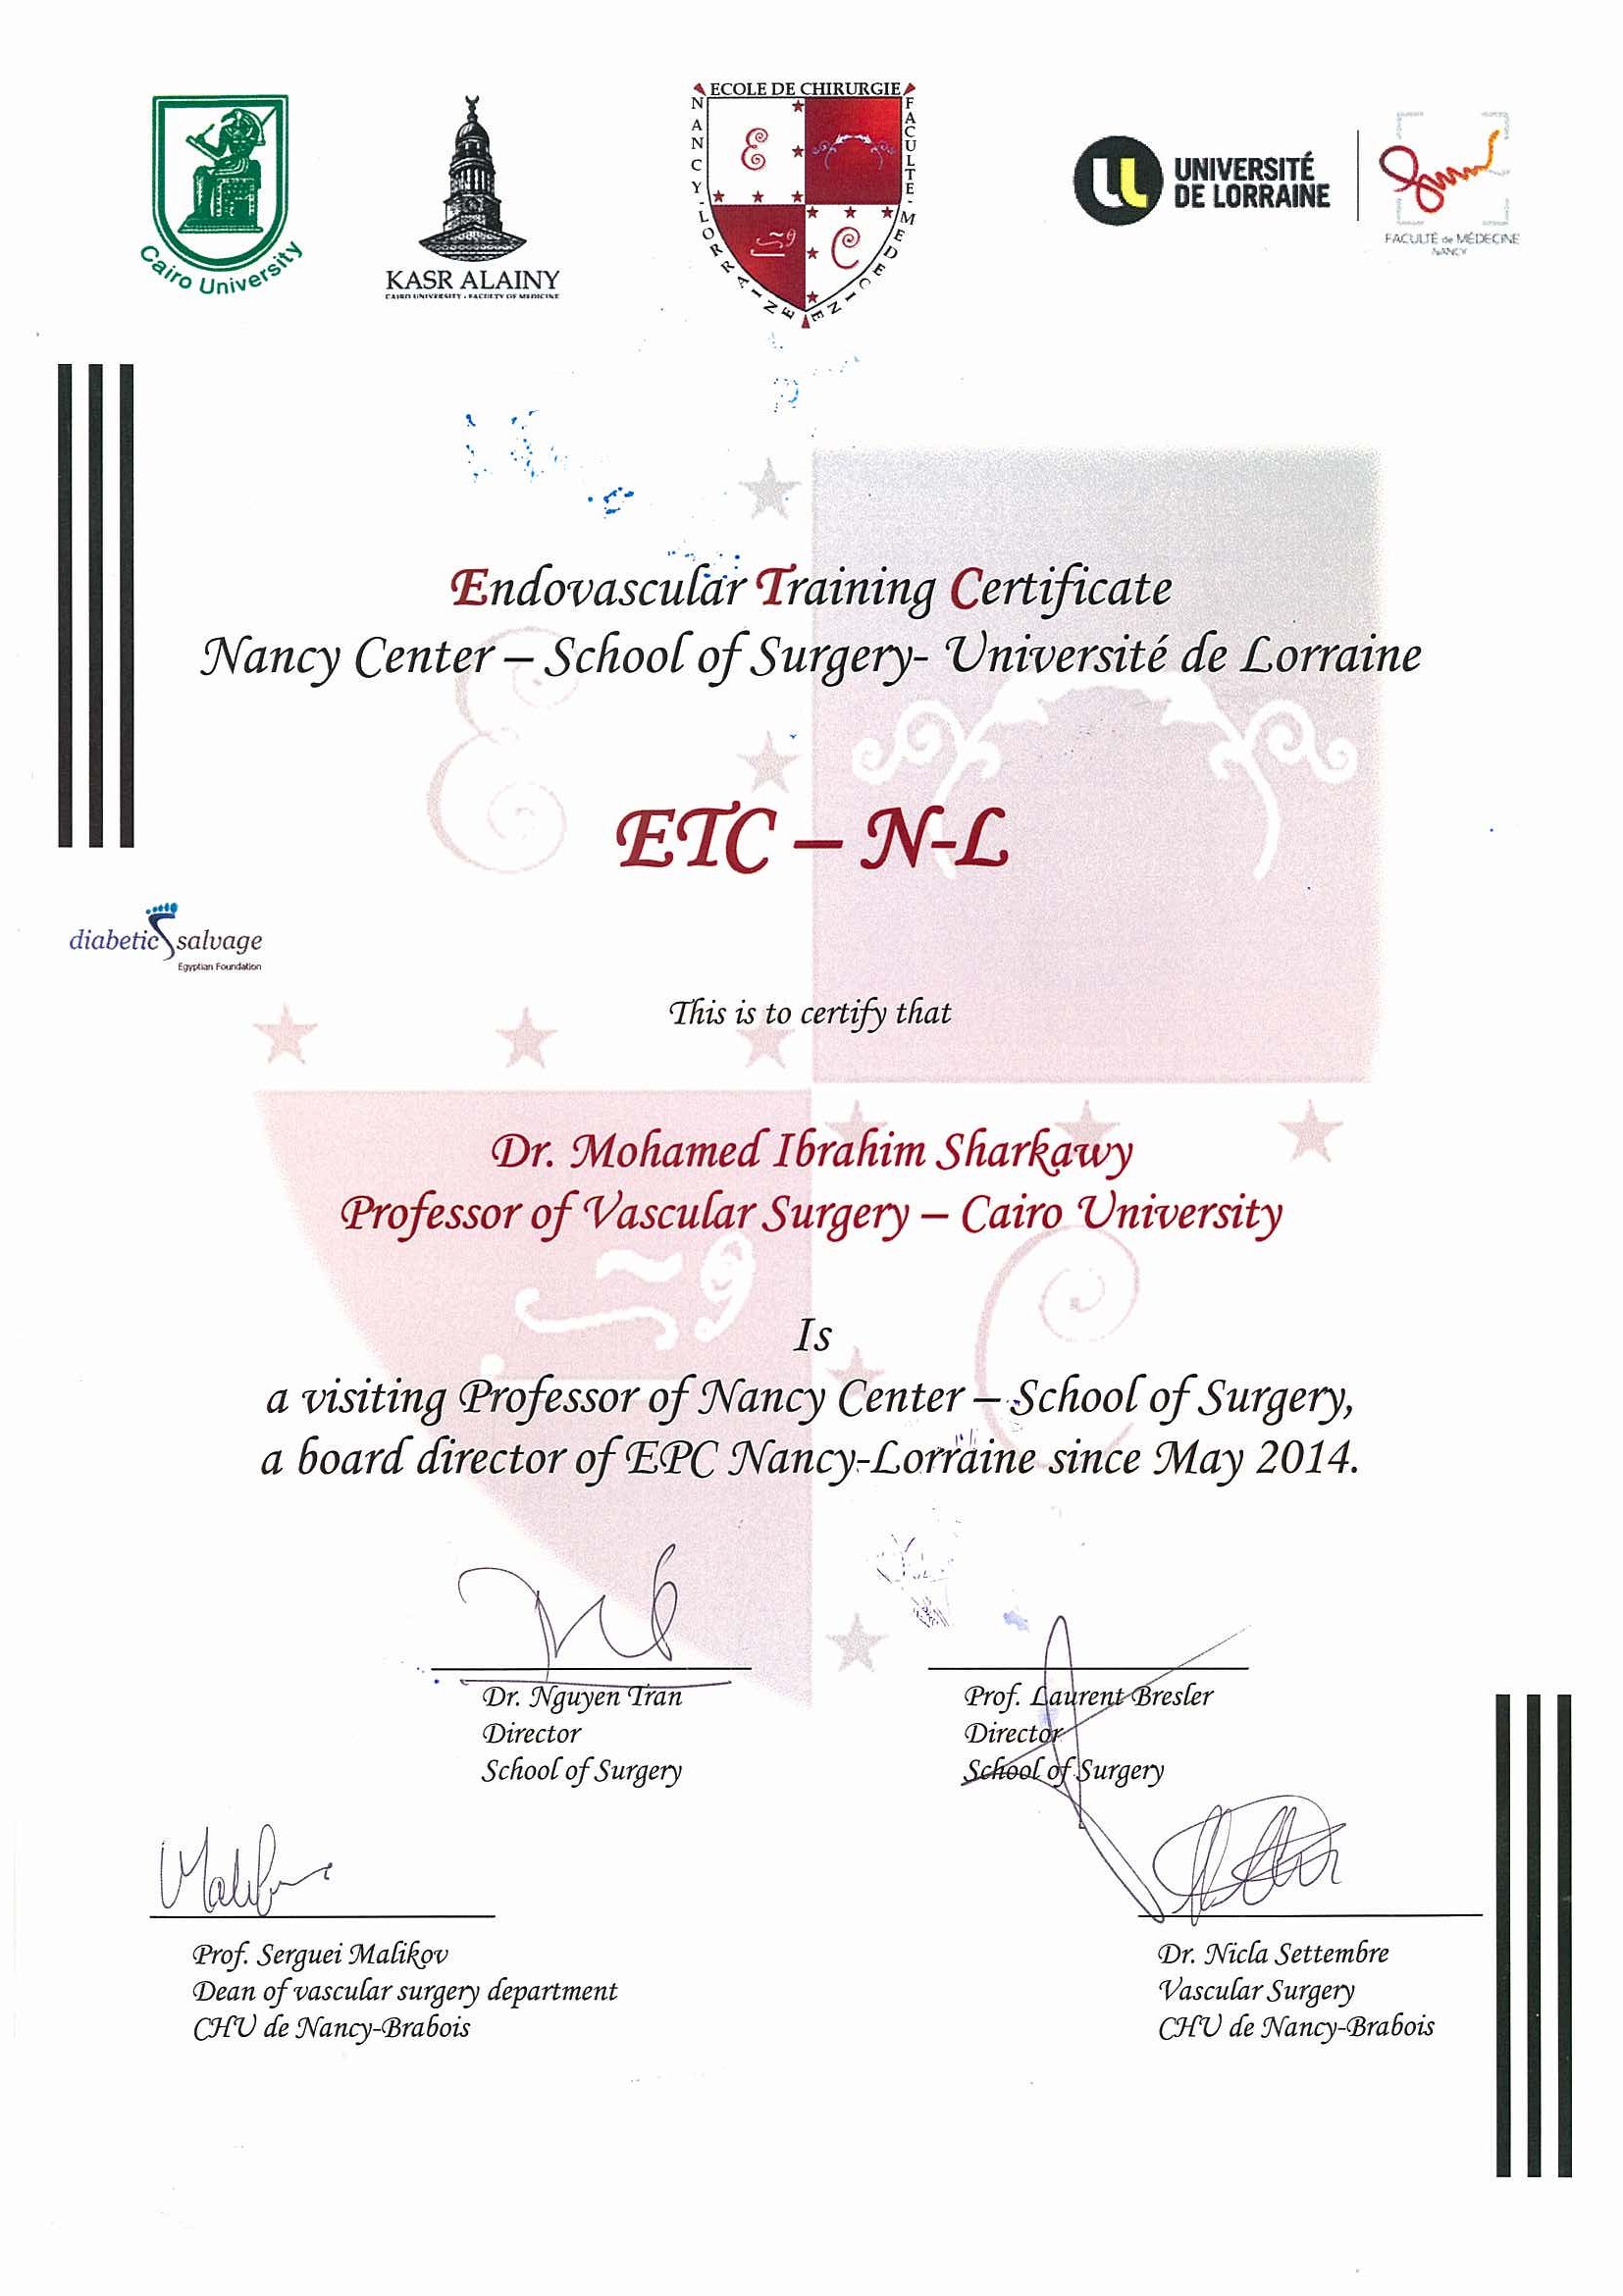 Cairo University
KASR ALAINY
CAIRO UNIVERSITY • FACULTY OF MEDICINE
ECOLE DE CHIRURGIE
NANCY-LORRAINE
FACULTE-MEDECINE
UNIVERSITÉ
DE LORRAINE
FACULTÉ de MÉDECINE
NANCY
Endovascular Training Certificate
Nancy Center – School of Surgery- Université de Lorraine
ETC – N-L
diabetic salvage
Egyptian Foundation
This is to certify that
Dr. Mohamed Ibrahim Sharkawy
Professor of Vascular Surgery – Cairo University
Is
a visiting Professor of Nancy Center – School of Surgery,
a board director of EPC Nancy-Lorraine since May 2014.
Dr. Nguyen Tran
Director
School of Surgery
Prof. Laurent Bresler
Director
School of Surgery
Prof. Serguei Malikov
Dean of vascular surgery department
CHU de Nancy-Brabois
Dr. Nicla Settembre
Vascular Surgery
CHU de Nancy-Brabois